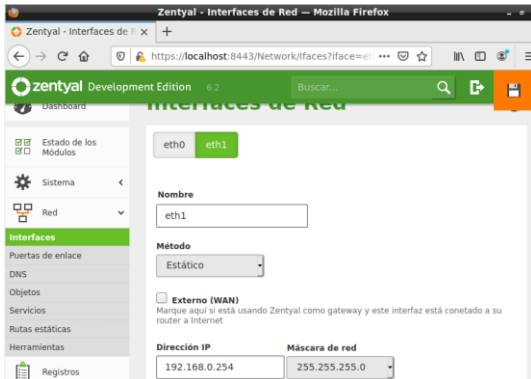 Zentyal - Interfaces de Red — Mozilla Firefox
Zentyal - Interfaces de R
https://localhost:8443/Network/Ifaces?iface=et
zentyal Development Edition 6.2
Buscar...
Dashboard
Interfaces de Red
Estado de los
Módulos
eth0 eth1
Sistema
Nombre
Red
eth1
Interfaces
Puertas de enlace
Método
DNS
Estático
Objetos
Servicios
Externo (WAN)
Marque aquí si está usando Zentyal como gateway y este interfaz está conetado a su
router a Internet
Rutas estáticas
Herramientas
Dirección IP Máscara de red
Registros
192.168.0.254 255.255.255.0